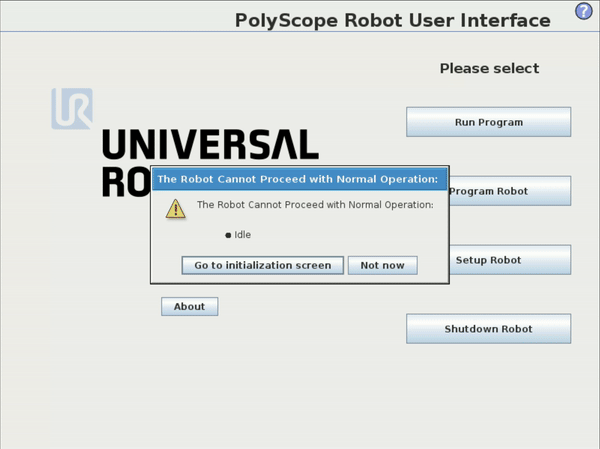 PolyScope Robot User Interface
?
Please select
Run Program
UR
UNIVERSAL
RO
The Robot Cannot Proceed with Normal Operation:
Program Robot
The Robot Cannot Proceed with Normal Operation:
Idle
Go to initialization screen
Not now
Setup Robot
About
Shutdown Robot